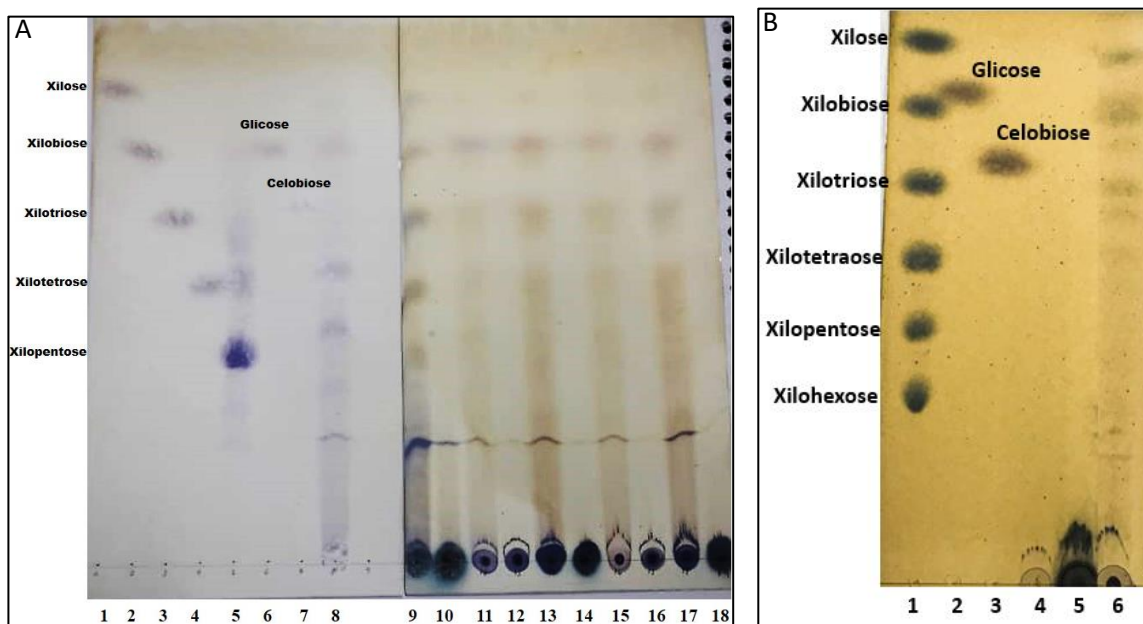 A
Xilose
Glicose
Xilobiose
Celobiose
Xilotriose
Xilotetrose
Xilopentose
1 2 3 4 5 6 7 8 9 10 11 12 13 14 15 16 17 18
B
Xilose
Glicose
Xilobiose
Celobiose
Xilotriose
Xilotetraose
Xilopentose
Xilohexose
1 2 3 4 5 6